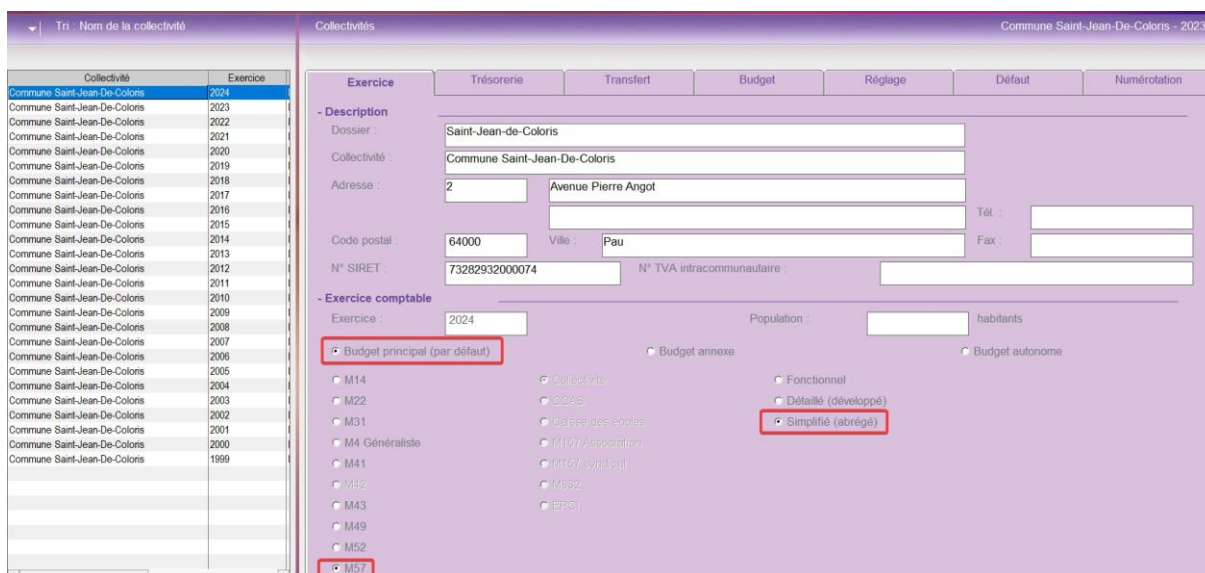 Tri : Nom de la collectivité
Collectivités
Commune Saint-Jean-De-Coloris - 2023
Collectivité Exercice
Commune Saint-Jean-De-Coloris 2024
Commune Saint-Jean-De-Coloris 2023
Commune Saint-Jean-De-Coloris 2022
Commune Saint-Jean-De-Coloris 2021
Commune Saint-Jean-De-Coloris 2020
Commune Saint-Jean-De-Coloris 2019
Commune Saint-Jean-De-Coloris 2018
Commune Saint-Jean-De-Coloris 2017
Commune Saint-Jean-De-Coloris 2016
Commune Saint-Jean-De-Coloris 2015
Commune Saint-Jean-De-Coloris 2014
Commune Saint-Jean-De-Coloris 2013
Commune Saint-Jean-De-Coloris 2012
Commune Saint-Jean-De-Coloris 2011
Commune Saint-Jean-De-Coloris 2010
Commune Saint-Jean-De-Coloris 2009
Commune Saint-Jean-De-Coloris 2008
Commune Saint-Jean-De-Coloris 2007
Commune Saint-Jean-De-Coloris 2006
Commune Saint-Jean-De-Coloris 2005
Commune Saint-Jean-De-Coloris 2004
Commune Saint-Jean-De-Coloris 2003
Commune Saint-Jean-De-Coloris 2002
Commune Saint-Jean-De-Coloris 2001
Commune Saint-Jean-De-Coloris 2000
Commune Saint-Jean-De-Coloris 1999
Exercice Trésorerie Transfert Budget Réglage Défaut Numérotation
- Description
Dossier : Saint-Jean-de-Coloris
Collectivité : Commune Saint-Jean-De-Coloris
Adresse : 2 Avenue Pierre Angot
Tél. :
Code postal : 64000 Ville : Pau Fax :
N° SIRET : 73282932000074 N° TVA intracommunautaire :
- Exercice comptable
Exercice : 2024 Population : habitants
Budget principal (par défaut) Budget annexe Budget autonome
M14 Collectivité Fonctionnel
M22 CCAS Détaillé (développé)
M31 Caisse des écoles Simplifié (abrégé)
M4 Généraliste M157 Association
M41 M157 syndicat
M42 M832
M43 EPCI
M49
M52
M57